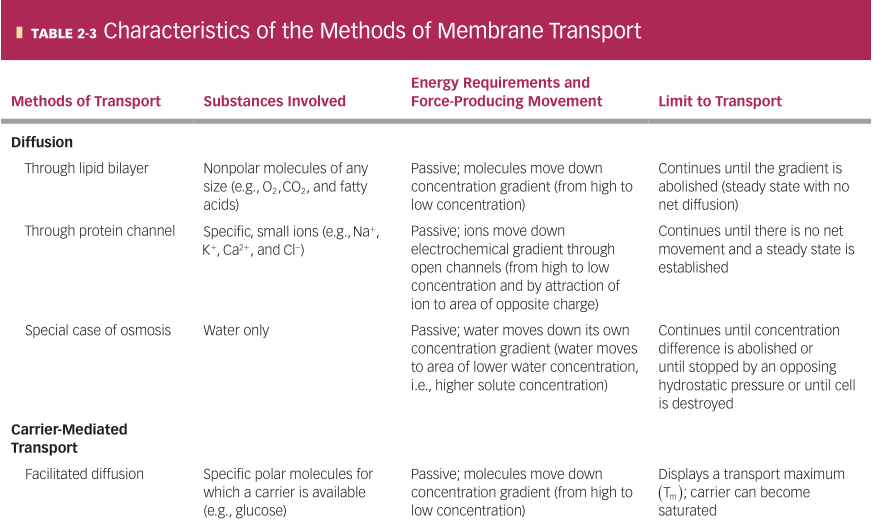 TABLE 2-3 Characteristics of the Methods of Membrane Transport
Methods of Transport
Substances Involved
Energy Requirements and
Force-Producing Movement
Limit to Transport
Diffusion
Through lipid bilayer
Nonpolar molecules of any
size (e.g., O₂,CO₂, and fatty
acids)
Passive; molecules move down
concentration gradient (from high to
low concentration)
Continues until the gradient is
abolished (steady state with no
net diffusion)
Through protein channel
Specific, small ions (e.g., Na⁺,
K⁺, Ca²⁺, and Cl⁻)
Passive; ions move down
electrochemical gradient through
open channels (from high to low
concentration and by attraction of
ion to area of opposite charge)
Continues until there is no net
movement and a steady state is
established
Special case of osmosis
Water only
Passive; water moves down its own
concentration gradient (water moves
to area of lower water concentration,
i.e., higher solute concentration)
Continues until concentration
difference is abolished or
until stopped by an opposing
hydrostatic pressure or until cell
is destroyed
Carrier-Mediated
Transport
Facilitated diffusion
Specific polar molecules for
which a carrier is available
(e.g., glucose)
Passive; molecules move down
concentration gradient (from high to
low concentration)
Displays a transport maximum
(Tₘ); carrier can become
saturated